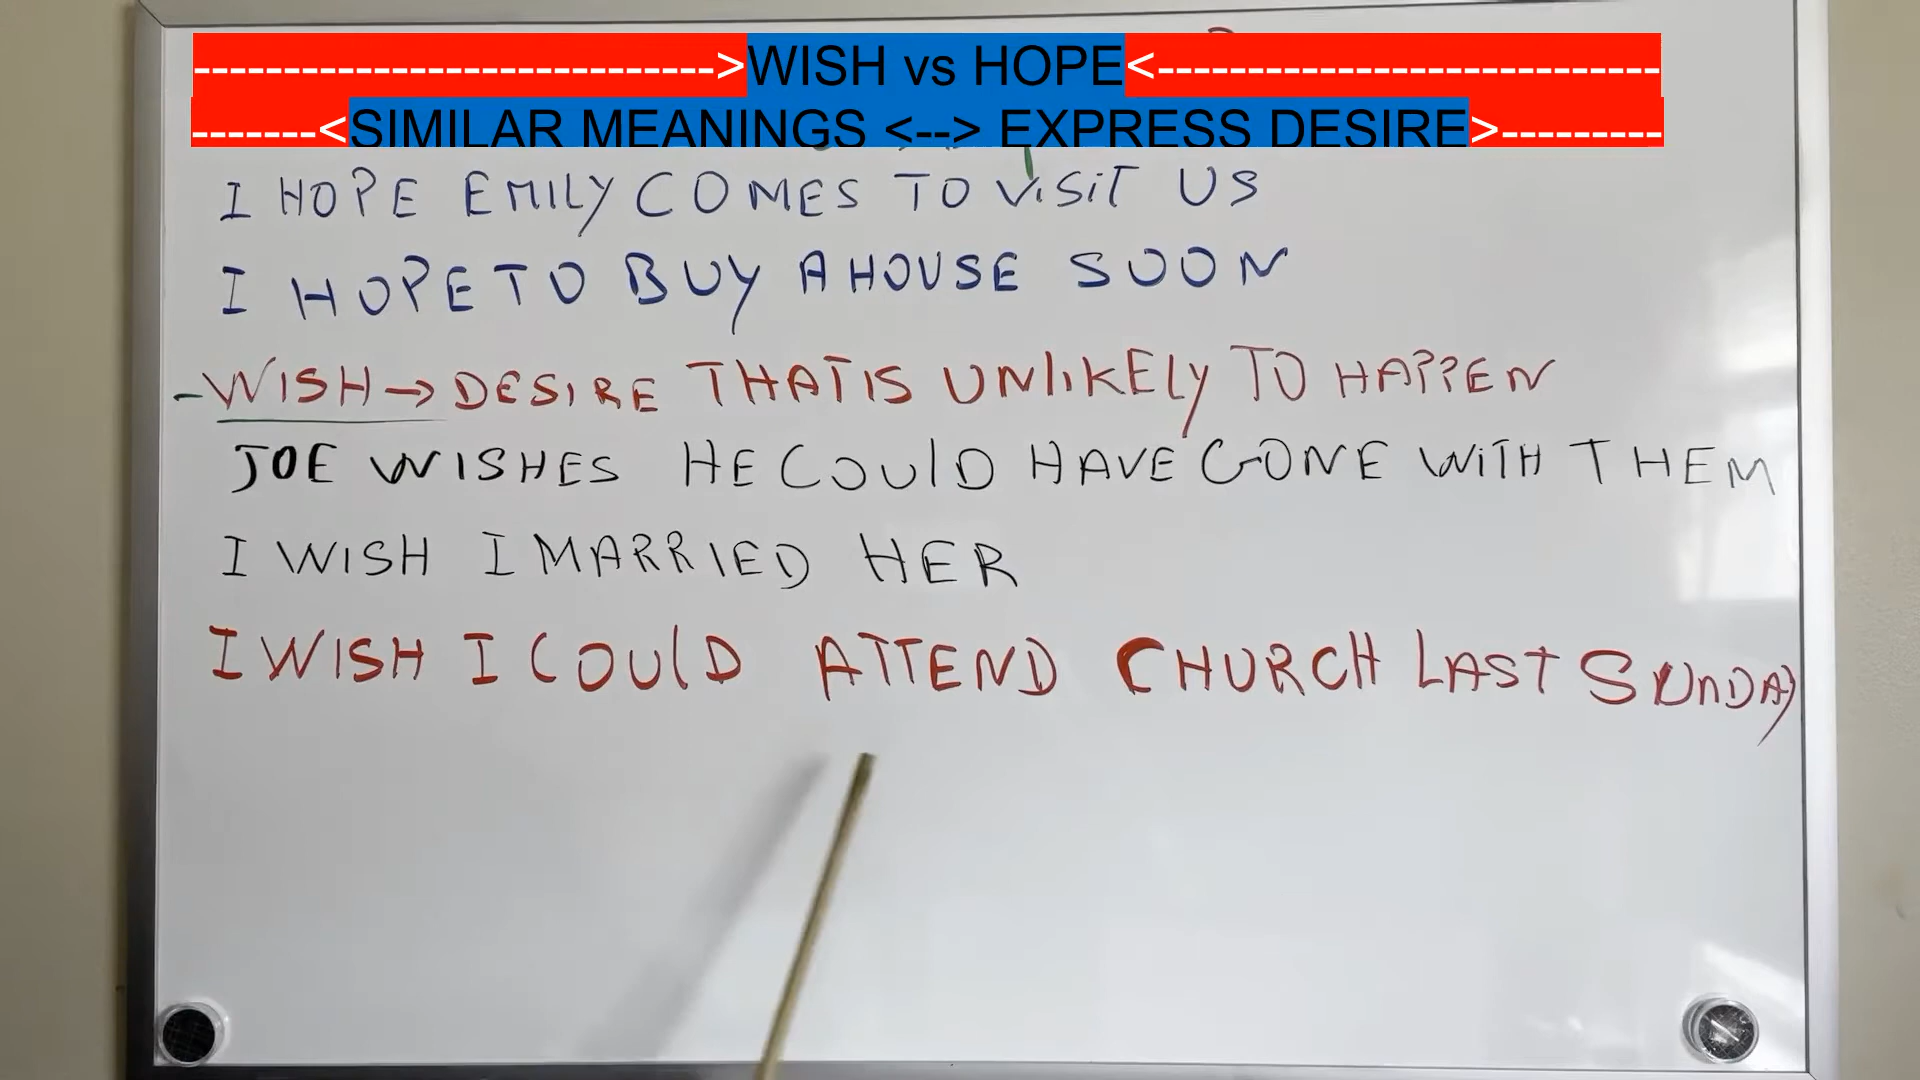 ----------------------------->WISH vs HOPE<----------------------------
-------<SIMILAR MEANINGS <--> EXPRESS DESIRE>---------
I HOPE EMILY COMES TO VISIT US
I HOPE TO BUY A HOUSE SOON
- WISH → DESIRE THAT IS UNLIKELY TO HAPPEN
JOE WISHES HE COULD HAVE GONE WITH THEM
I WISH I MARRIED HER
I WISH I COULD ATTEND CHURCH LAST SUNDAY